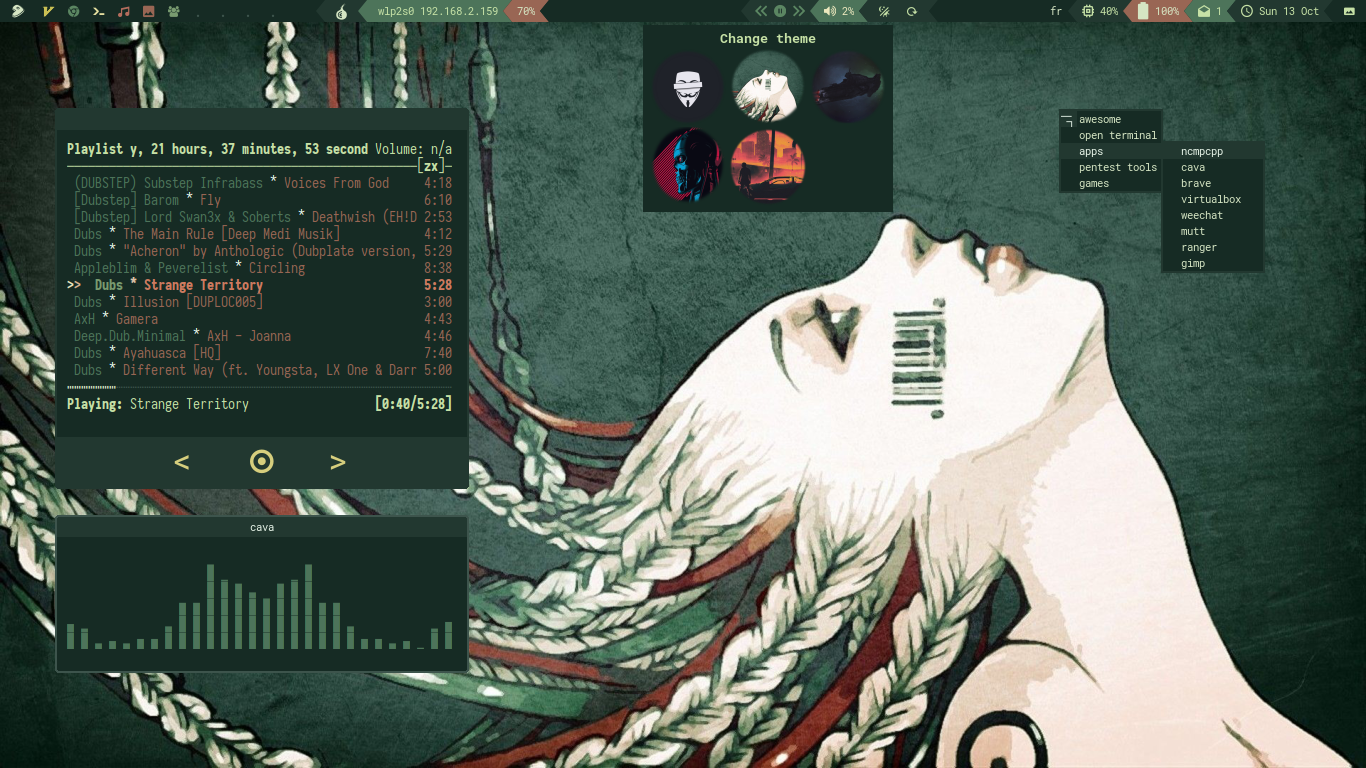 wlp2s0 192.168.2.159 70% 2% fr 40% 100% 1 Sun 13 Oct
Change theme
Playlist y, 21 hours, 37 minutes, 53 second Volume: n/a
[zx]
(DUBSTEP) Substep Infrabass * Voices From God 4:18
[Dubstep] Barom * Fly 6:10
[Dubstep] Lord Swan3x & Soberts * Deathwish (EH!D 2:53
Dubs * The Main Rule [Deep Medi Musik] 4:12
Dubs * "Acheron" by Anthologic (Dubplate version, 5:29
Appleblim & Peverelist * Circling 8:38
>> Dubs * Strange Territory 5:28
Dubs * Illusion [DUPLOC005] 3:00
AxH * Gamera 4:43
Deep.Dub.Minimal * AxH - Joanna 4:46
Dubs * Ayahuasca [HQ] 7:40
Dubs * Different Way (ft. Youngsta, LX One & Darr 5:00
Playing: Strange Territory [0:40/5:28]
< >
cava
awesome
open terminal
apps
pentest tools
games
ncmpcpp
cava
brave
virtualbox
weechat
mutt
ranger
gimp